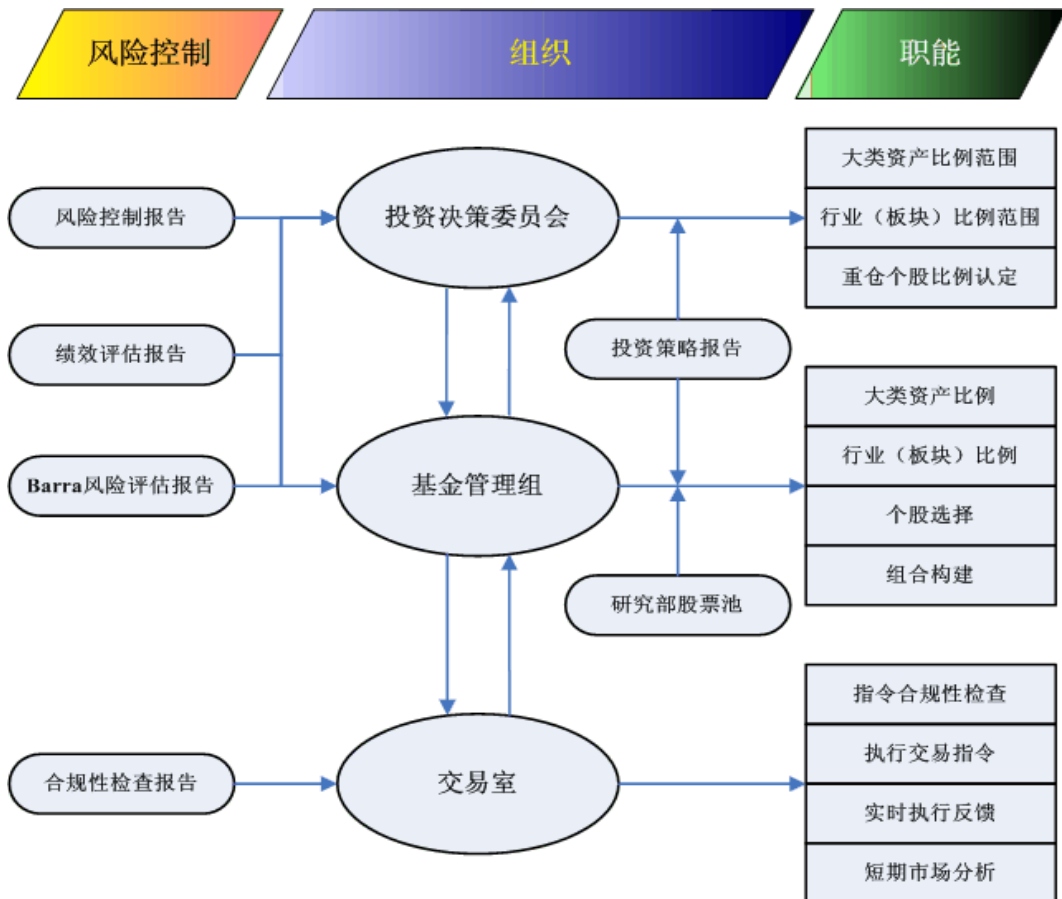 风险控制
组织
职能
风险控制报告
投资决策委员会
大类资产比例范围
行业（板块）比例范围
重仓个股比例认定
绩效评估报告
投资策略报告
Barra风险评估报告
基金管理组
大类资产比例
行业（板块）比例
个股选择
组合构建
研究部股票池
合规性检查报告
交易室
指令合规性检查
执行交易指令
实时执行反馈
短期市场分析